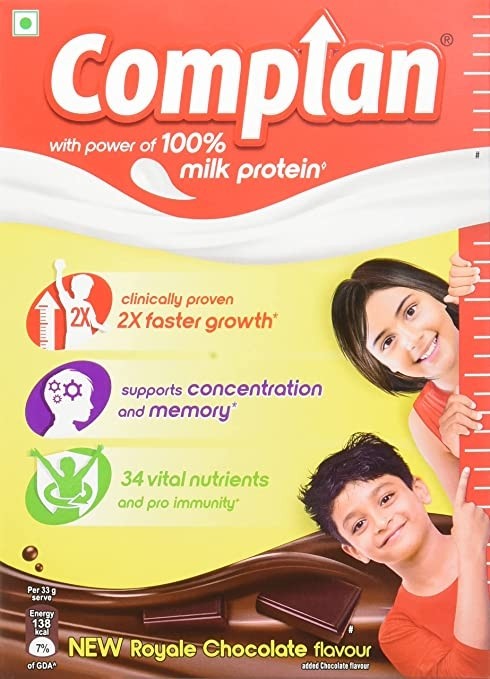 Complan®
with power of 100%
milk protein◊
#
clinically proven
2X
2X faster growth*
supports concentration
and memory*
34 vital nutrients
and pro immunity+
Per 33 g
serve
Energy
138
kcal
7%
of GDA^
NEW Royale Chocolate flavour
#
added Chocolate flavour